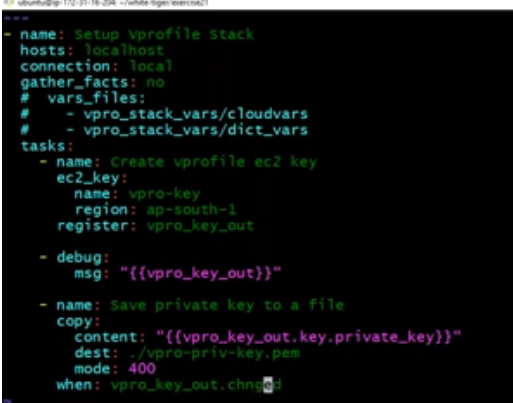 ubuntu@ip-172-31-16-204: ~/white-tiger/exercoe21
---
- name: Setup Vprofile Stack
  hosts: localhost
  connection: local
  gather_facts: no
  #  vars_files:
  #    - vpro_stack_vars/cloudvars
  #    - vpro_stack_vars/dict_vars
  tasks:
    - name: Create vprofile ec2 key
      ec2_key:
        name: vpro-key
        region: ap-south-1
      register: vpro_key_out
    - debug:
        msg: "{{vpro_key_out}}"
    - name: Save private key to a file
      copy:
        content: "{{vpro_key_out.key.private_key}}"
        dest: ./vpro-priv-key.pem
        mode: 400
      when: vpro_key_out.chnged
~